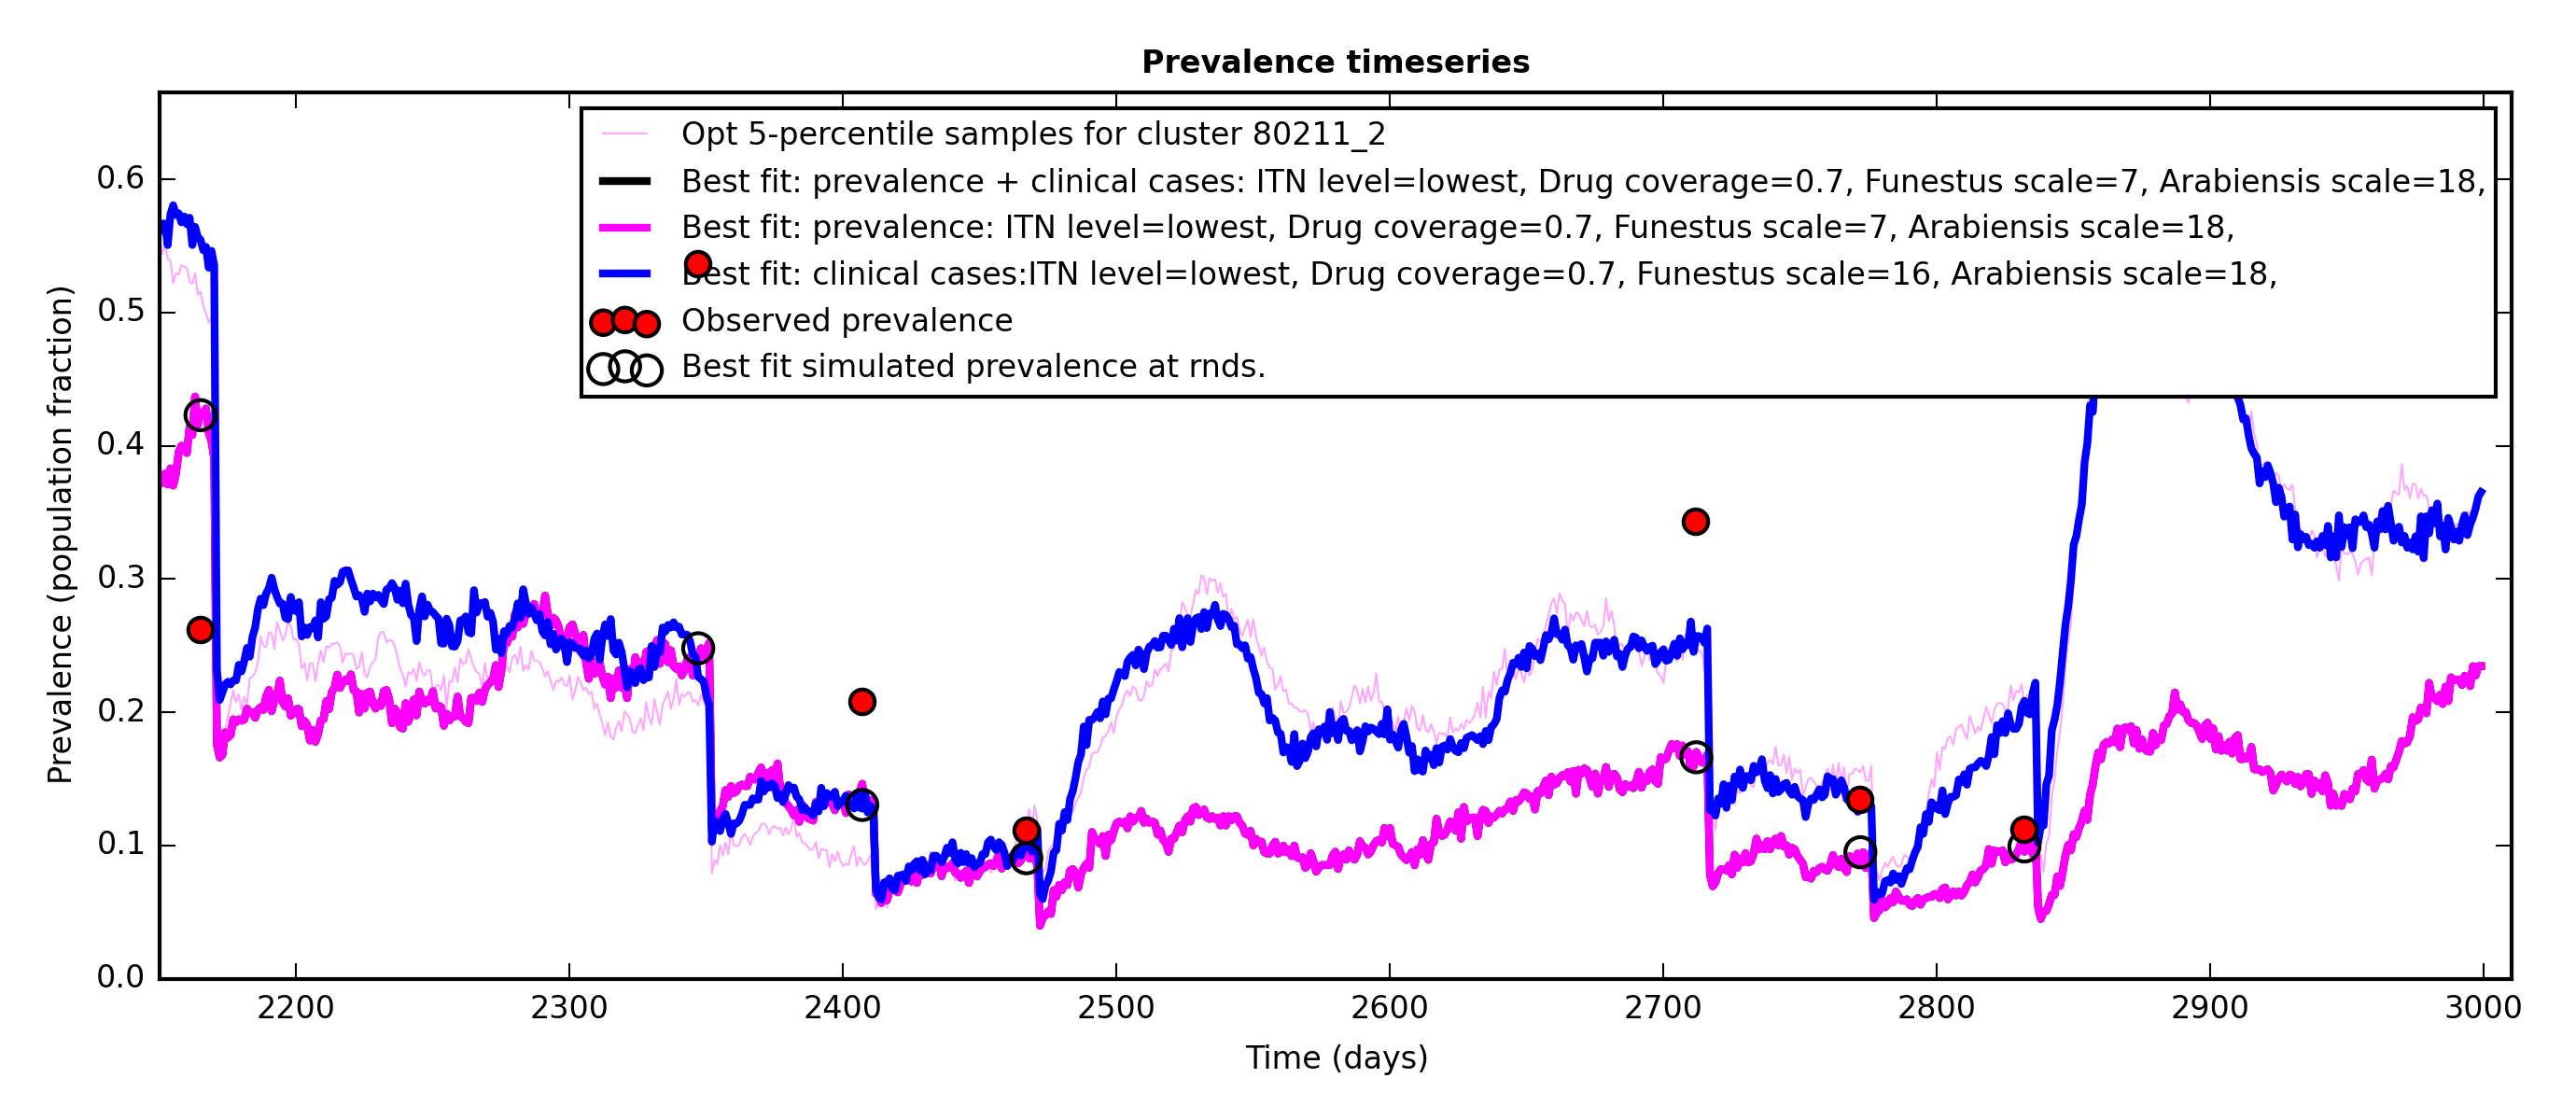 Prevalence timeseries
Opt 5-percentile samples for cluster 80211_2
Best fit: prevalence + clinical cases: ITN level=lowest, Drug coverage=0.7, Funestus scale=7, Arabiensis scale=18,
Best fit: prevalence: ITN level=lowest, Drug coverage=0.7, Funestus scale=7, Arabiensis scale=18,
Best fit: clinical cases:ITN level=lowest, Drug coverage=0.7, Funestus scale=16, Arabiensis scale=18,
Observed prevalence
Best fit simulated prevalence at rnds.
Prevalence (population fraction)
0.6
0.5
0.4
0.3
0.2
0.1
0.0
2200 2300 2400 2500 2600 2700 2800 2900 3000
Time (days)